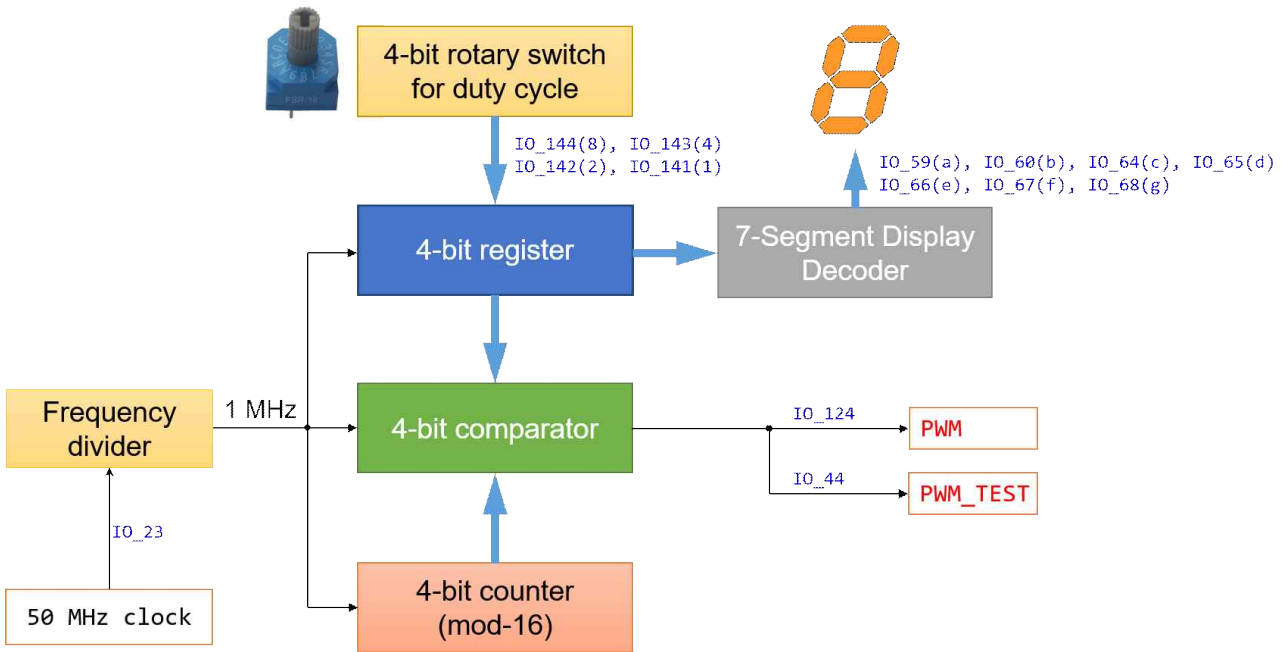 4-bit rotary switch
for duty cycle
IO_144(8), IO_143(4)
IO_142(2), IO_141(1)
IO_59(a), IO_60(b), IO_64(c), IO_65(d)
IO_66(e), IO_67(f), IO_68(g)
4-bit register
7-Segment Display
Decoder
Frequency
divider
1 MHz
4-bit comparator
IO_124
PWM
IO_44
PWM_TEST
IO_23
50 MHz clock
4-bit counter
(mod-16)